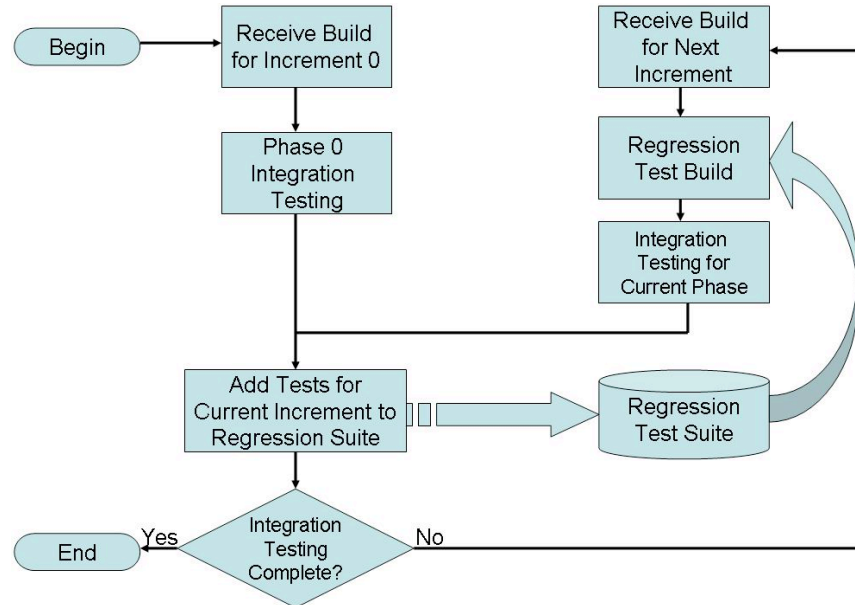 Begin
Receive Build
for Increment 0
Phase 0
Integration
Testing
Receive Build
for Next
Increment
Regression
Test Build
Integration
Testing for
Current Phase
Add Tests for
Current Increment to
Regression Suite
Regression
Test Suite
Integration
Testing
Complete?
Yes
No
End